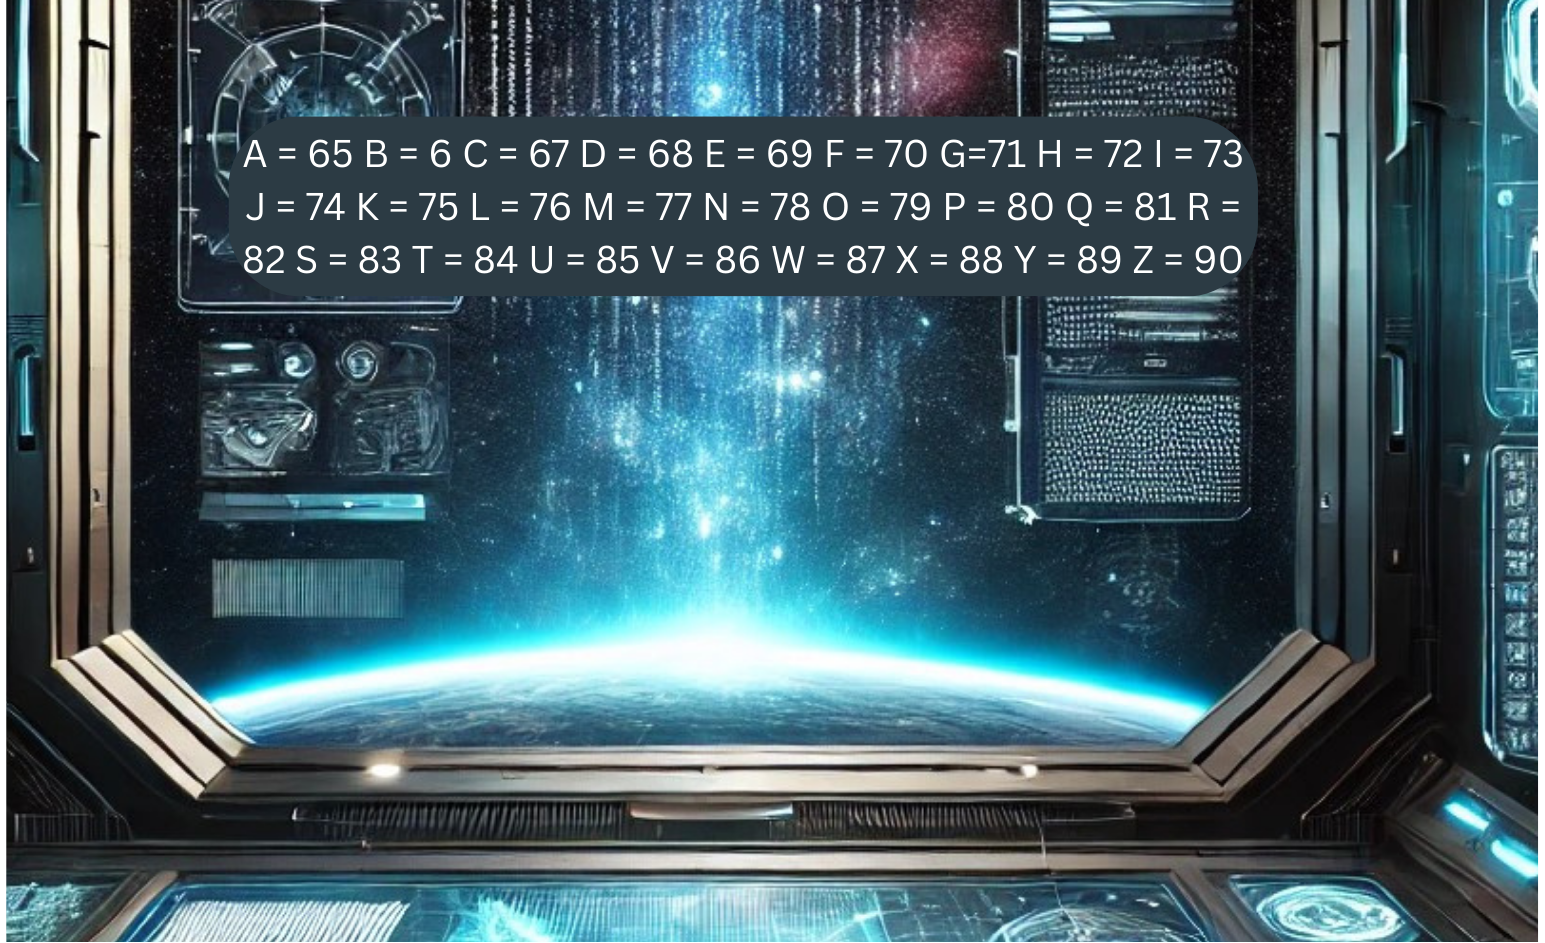 A = 65 B = 6 C = 67 D = 68 E = 69 F = 70 G=71 H = 72 I = 73
J = 74 K = 75 L = 76 M = 77 N = 78 O = 79 P = 80 Q = 81 R =
82 S = 83 T = 84 U = 85 V = 86 W = 87 X = 88 Y = 89 Z = 90